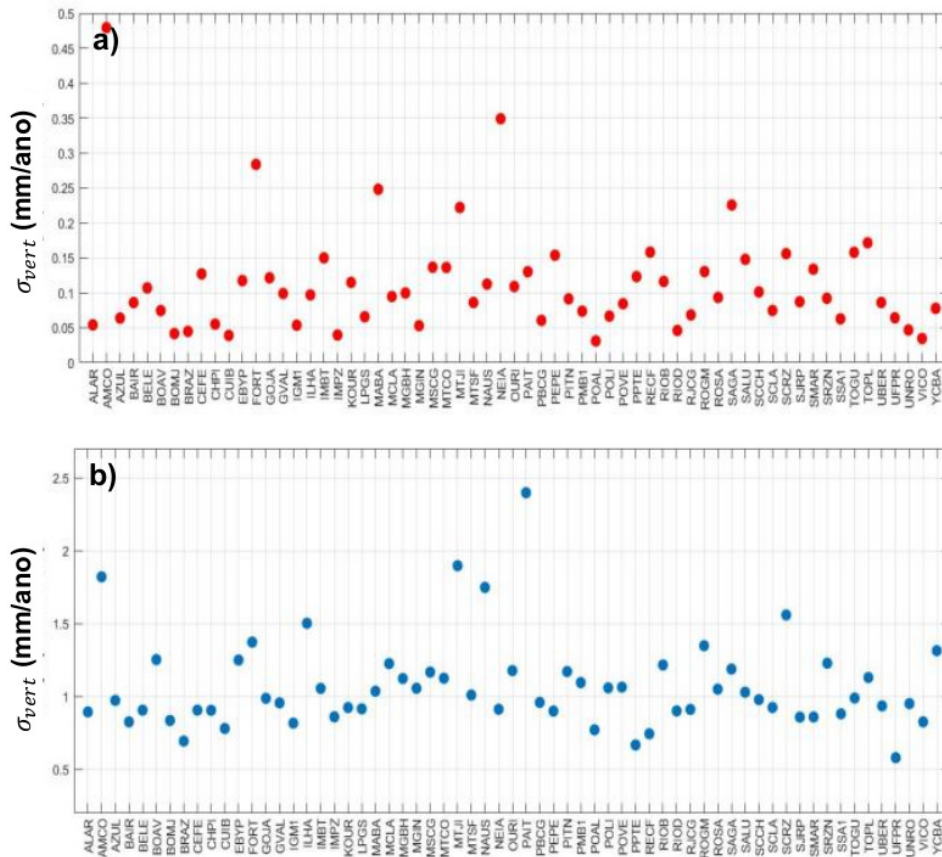 a)
0.5
0.45
0.4
0.35
0.3
0.25
0.2
0.15
0.1
0.05
0
σvert (mm/ano)
ALAR AMCO AZUL BAIR BELE BOAV BOMJ BRAZ CEFE CHPI CUIB EBYP FORT GOJA GVAL IGM1 ILHA IMBT IMPZ KOUR LPGS MABA MCLA MGBH MGIN MSCG MTCO MTJI MTSF NAUS NEIA OURI PAIT PBCG PEPE PITN PMB1 POAL POLI POVE PPTE RECF RIOB RIOD RJCG ROGM ROSA SAGA SALU SCCH SCLA SCRZ SJRP SMAR SRZN SSA1 TOGU TOPL UBER UFPR UNRO VICO YCBA
b)
2.5
2
1.5
1
0.5
σvert (mm/ano)
ALAR AMCO AZUL BAIR BELE BOAV BOMJ BRAZ CEFE CHPI CUIB EBYP FORT GOJA GVAL IGM1 ILHA IMBT IMPZ KOUR LPGS MABA MCLA MGBH MGIN MSCG MTCO MTJI MTSF NAUS NEIA OURI PAIT PBCG PEPE PITN PMB1 POAL POLI POVE PPTE RECF RIOB RIOD RJCG ROGM ROSA SAGA SALU SCCH SCLA SCRZ SJRP SMAR SRZN SSA1 TOGU TOPL UBER UFPR UNRO VICO YCBA